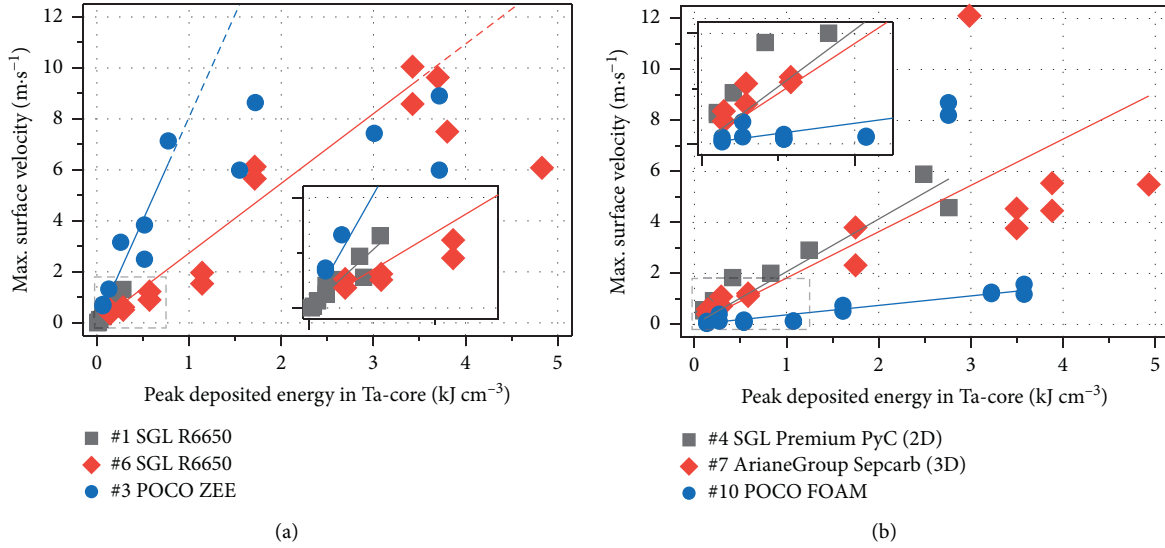 12
10
8
6
4
2
0
Max. surface velocity (m·s⁻¹)
0 1 2 3 4 5
Peak deposited energy in Ta-core (kJ cm⁻³)
#1 SGL R6650
#6 SGL R6650
#3 POCO ZEE
(a)
12
10
8
6
4
2
0
Max. surface velocity (m·s⁻¹)
0 1 2 3 4 5
Peak deposited energy in Ta-core (kJ cm⁻³)
#4 SGL Premium PyC (2D)
#7 ArianeGroup Sepcarb (3D)
#10 POCO FOAM
(b)